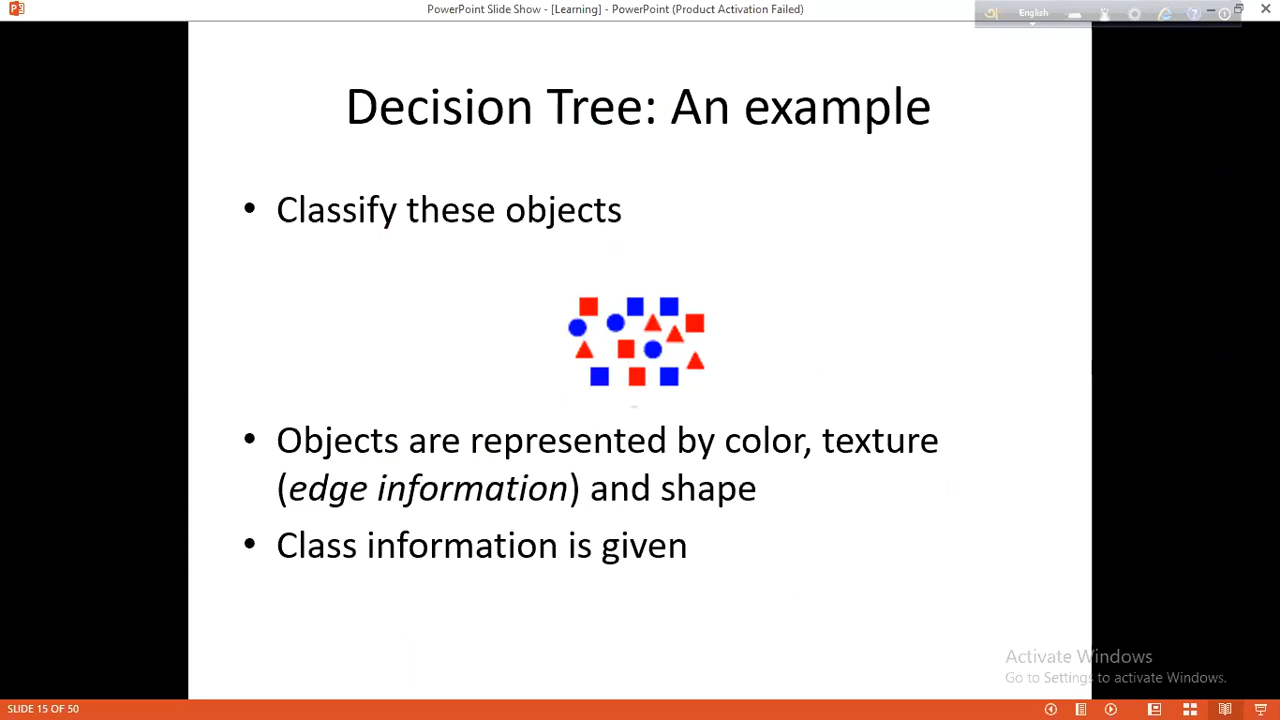 PowerPoint Slide Show - [Learning] - PowerPoint (Product Activation Failed)
English
Decision Tree: An example
• Classify these objects
• Objects are represented by color, texture
(edge information) and shape
• Class information is given
Activate Windows
Go to Settings to activate Windows.
SLIDE 15 OF 50